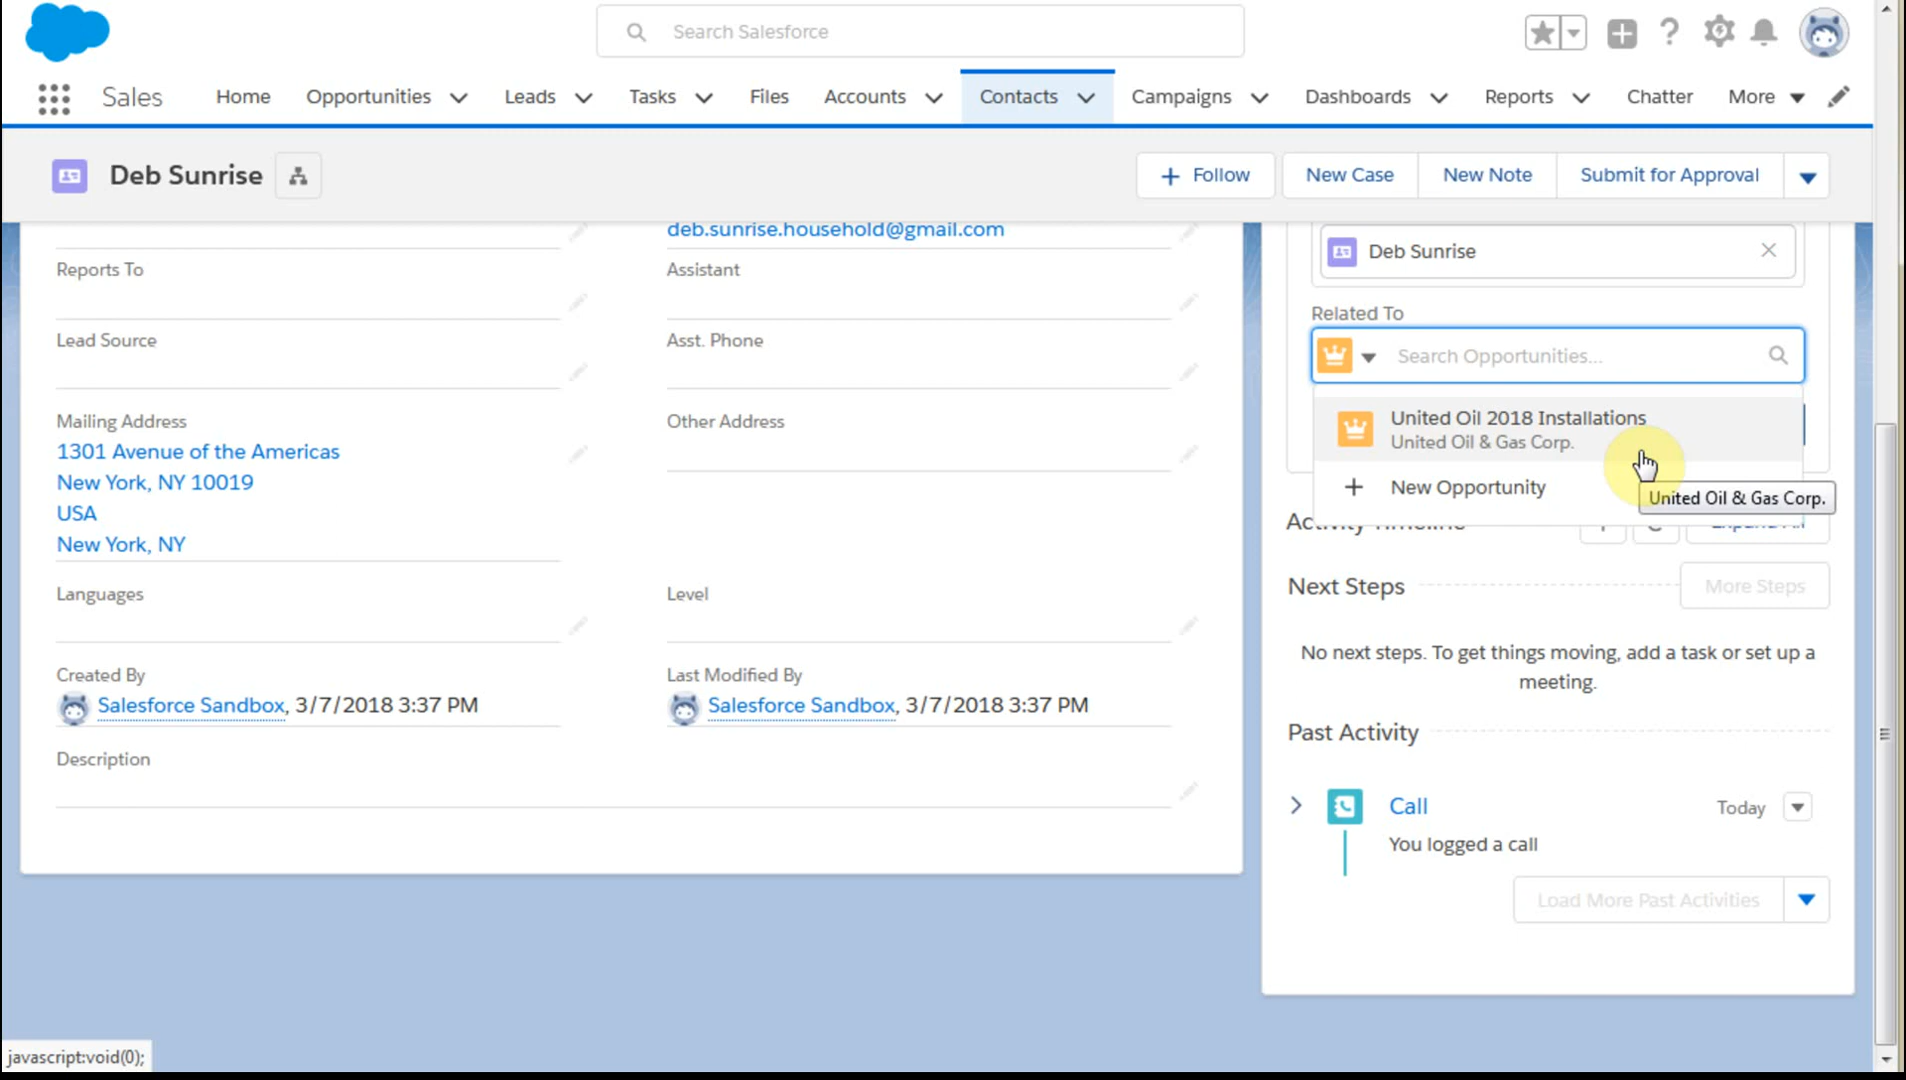 Search Salesforce
Sales
Home
Opportunities
Leads
Tasks
Files
Accounts
Contacts
Campaigns
Dashboards
Reports
Chatter
More
Deb Sunrise
Follow
New Case
New Note
Submit for Approval
deb.sunrise.household@gmail.com
Reports To
Assistant
Lead Source
Asst. Phone
Mailing Address
1301 Avenue of the Americas
New York, NY 10019
USA
New York, NY
Other Address
Languages
Level
Created By
Salesforce Sandbox, 3/7/2018 3:37 PM
Last Modified By
Salesforce Sandbox, 3/7/2018 3:37 PM
Description
Deb Sunrise
Related To
Search Opportunities...
United Oil 2018 Installations
United Oil & Gas Corp.
New Opportunity
United Oil & Gas Corp.
Activity Timeline
Expand All
Next Steps
More Steps
No next steps. To get things moving, add a task or set up a
meeting.
Past Activity
Call
Today
You logged a call
Load More Past Activities
javascript:void(0);